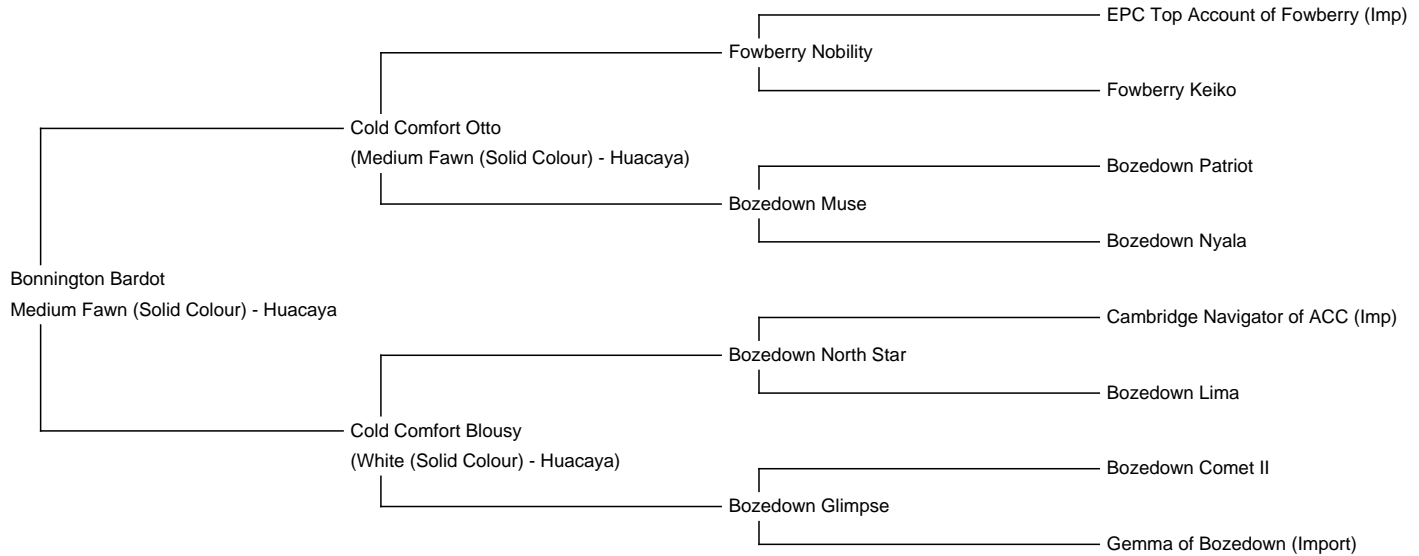 EPC Top Account of Fowberry (Imp)
Fowberry Nobility
Fowberry Keiko
Cold Comfort Otto
(Medium Fawn (Solid Colour) - Huacaya)
Bozedown Patriot
Bozedown Muse
Bozedown Nyala
Bonnington Bardot
Medium Fawn (Solid Colour) - Huacaya
Cambridge Navigator of ACC (Imp)
Bozedown North Star
Bozedown Lima
Cold Comfort Blousy
(White (Solid Colour) - Huacaya)
Bozedown Comet II
Bozedown Glimpse
Gemma of Bozedown (Import)